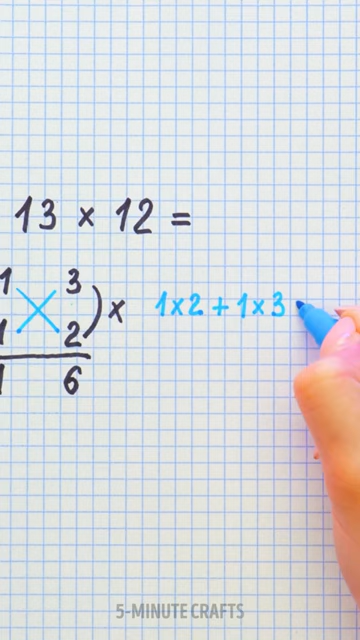 13 × 12 =
1 3
1 2 ) ×
1 6
1×2 + 1×3
5-MINUTE CRAFTS